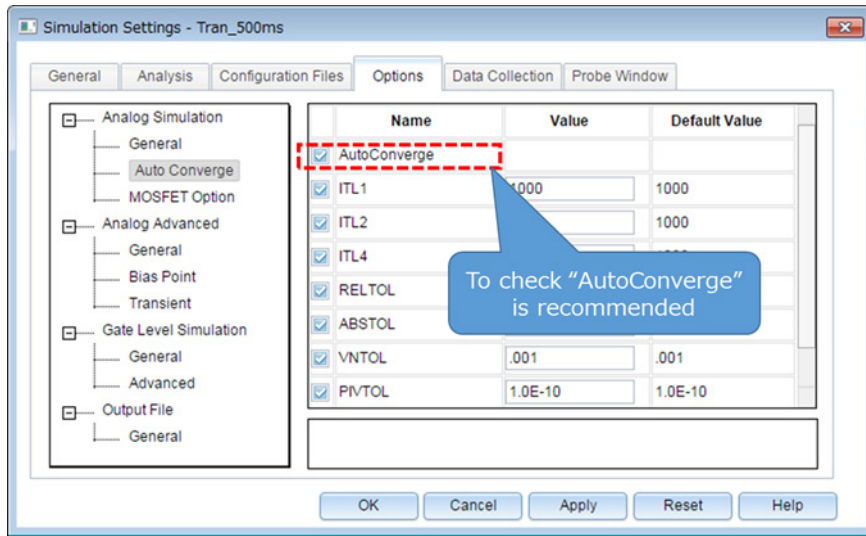 Simulation Settings - Tran_500ms
General Analysis Configuration Files Options Data Collection Probe Window
Analog Simulation
General
Auto Converge
MOSFET Option
Analog Advanced
General
Bias Point
Transient
Gate Level Simulation
General
Advanced
Output File
General
Name Value Default Value
AutoConverge
ITL1 1000 1000
ITL2 1000
ITL4
RELTOL
ABSTOL
VNTOL .001 .001
PIVTOL 1.0E-10 1.0E-10
To check “AutoConverge”
is recommended
OK Cancel Apply Reset Help